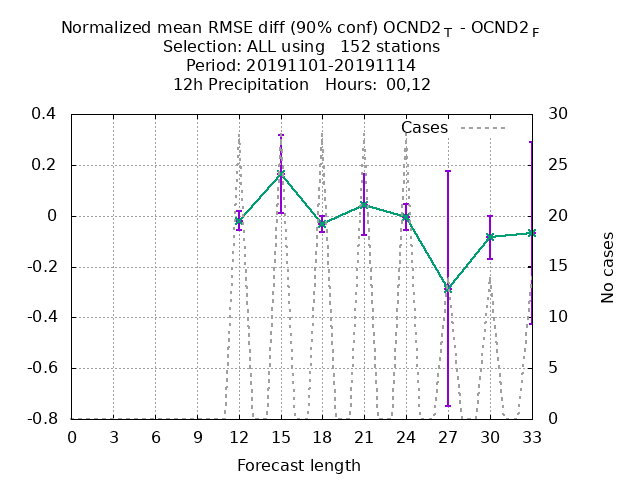 Normalized mean RMSE diff (90% conf) OCND2 T - OCND2 F
Selection: ALL using 152 stations
Period: 20191101-20191114
12h Precipitation Hours: 00,12
0.4
0.2
0
-0.2
-0.4
-0.6
-0.8
Cases
30
25
20
15
10
5
0
No cases
0 3 6 9 12 15 18 21 24 27 30 33
Forecast length